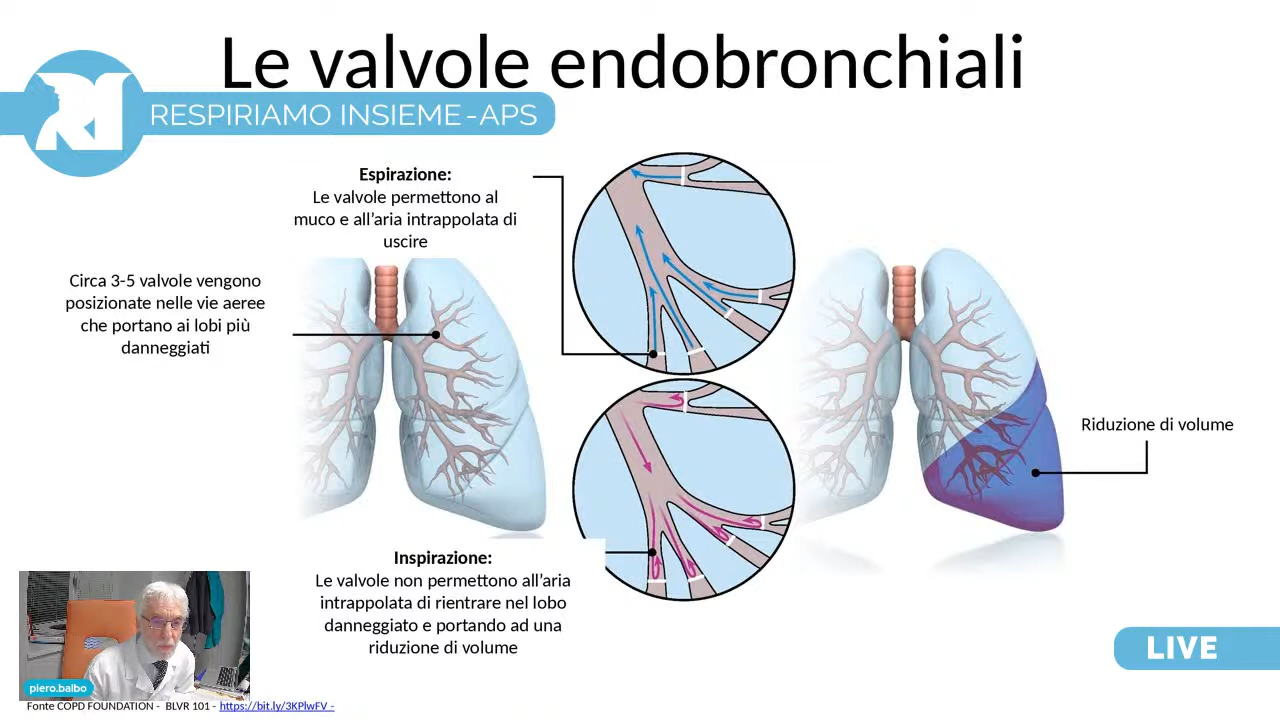 Le valvole endobronchiali
RI
RESPIRIAMO INSIEME-APS
Espirazione:
Le valvole permettono al
muco e all'aria intrappolata di
uscire
Circa 3-5 valvole vengono
posizionate nelle vie aeree
che portano ai lobi più
danneggiati
Riduzione di volume
Inspirazione:
Le valvole non permettono all'aria
intrappolata di rientrare nel lobo
danneggiato e portando ad una
riduzione di volume
LIVE
piero.balbo
Fonte COPD FOUNDATION - BLVR 101 - https://bit.ly/3KPlwFV -